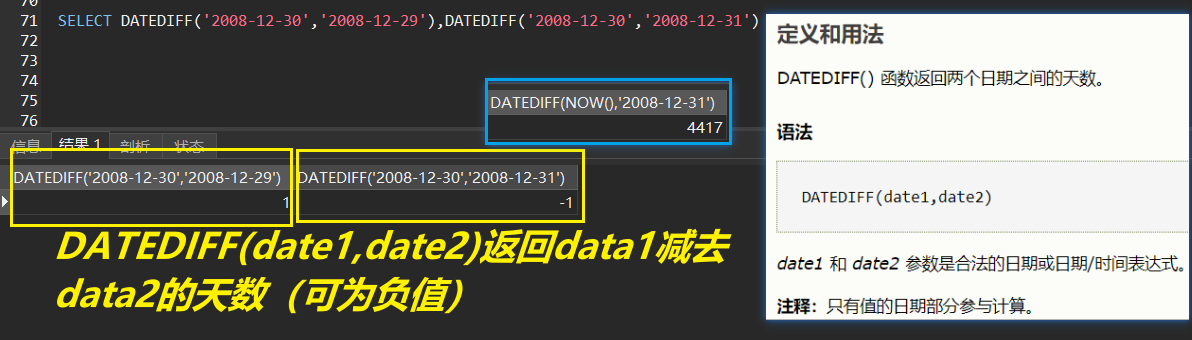 70
71 SELECT DATEDIFF('2008-12-30','2008-12-29'),DATEDIFF('2008-12-30','2008-12-31')
72
73
74
75
76
DATEDIFF(NOW(),'2008-12-31')
4417
信息 结果 1 剖析 状态
DATEDIFF('2008-12-30','2008-12-29') DATEDIFF('2008-12-30','2008-12-31')
1 -1
DATEDIFF(date1,date2)返回data1减去
data2的天数（可为负值）
定义和用法
DATEDIFF() 函数返回两个日期之间的天数。
语法
DATEDIFF(date1,date2)
date1 和 date2 参数是合法的日期或日期/时间表达式。
注释：只有值的日期部分参与计算。